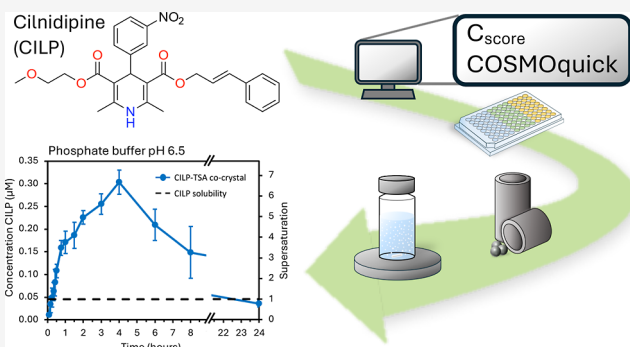 Cilnidipine
(CILP)
NO₂
O
O
O
O
O
N
H
Cscore
COSMOquick
Phosphate buffer pH 6.5
CILP-TSA co-crystal
CILP solubility
Concentration CILP (µM)
0.35
0.30
0.25
0.20
0.15
0.10
0.05
0.00
7
6
5
4
3
2
1
0
Supersaturation
0 1 2 3 4 5 6 7 8 22 23 24
Time (hours)